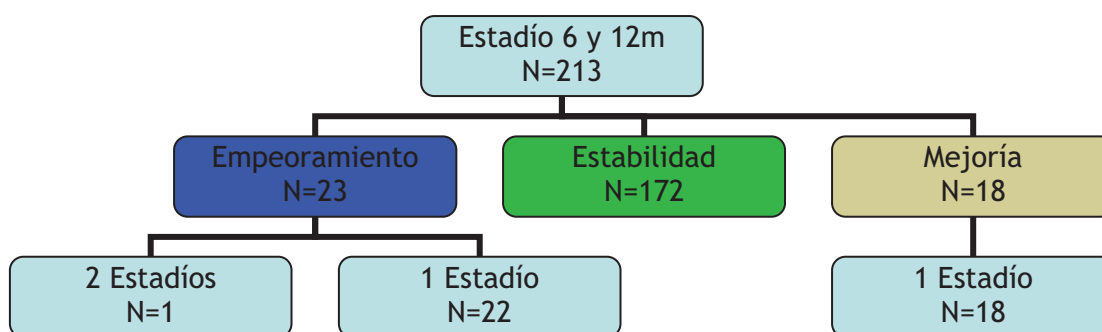 Estadío 6 y 12m
N=213
Empeoramiento
N=23
Estabilidad
N=172
Mejoría
N=18
2 Estadíos
N=1
1 Estadío
N=22
1 Estadío
N=18